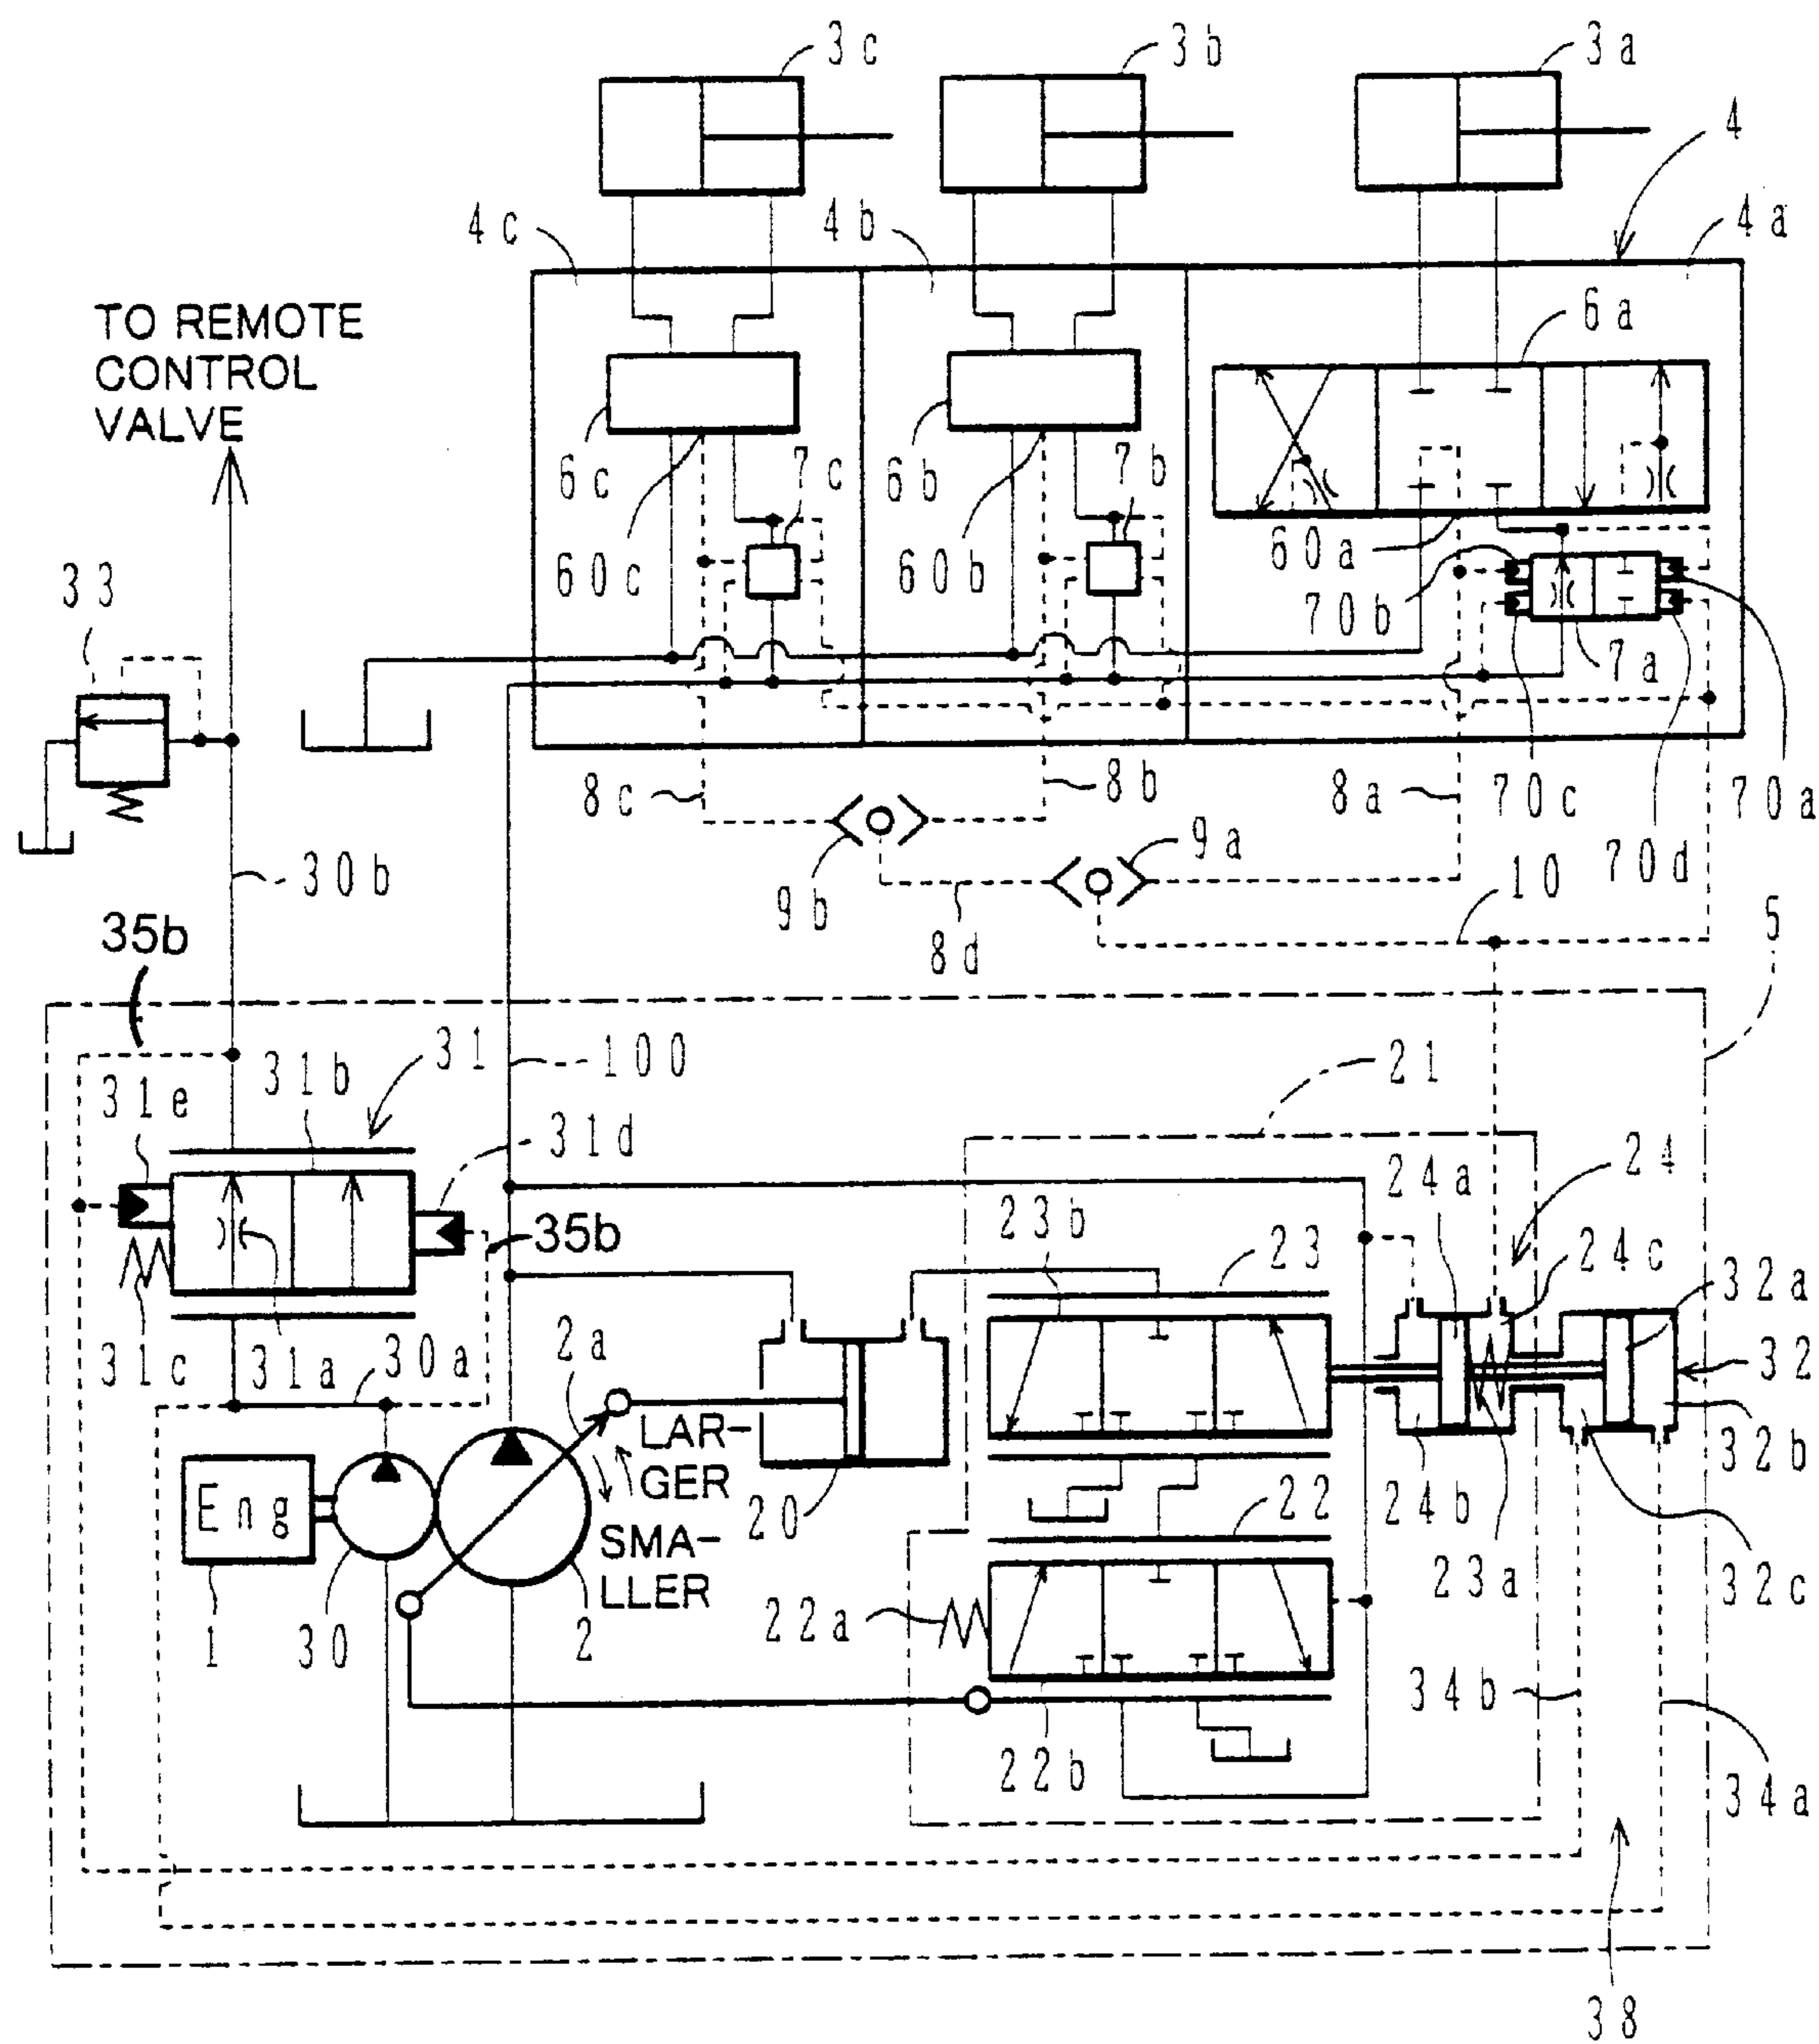 3c
3b
3a
4
4c
4b
4a
TO REMOTE
CONTROL
VALVE
6a
6c
7c
6b
7b
60c
60b
60a
70b
33
7a
8c
8b
8a
70c
70a
9b
9a
70d
30b
10
8d
5
35b
31
31b
100
21
31e
31d
24a
24
35b
23b
23
24c
32a
31c
31a
30a
2a
32
LAR-
GER
32b
Eng
20
22
24b
SMA-
LLER
23a
32c
1
30
2
22a
34b
22b
34a
38